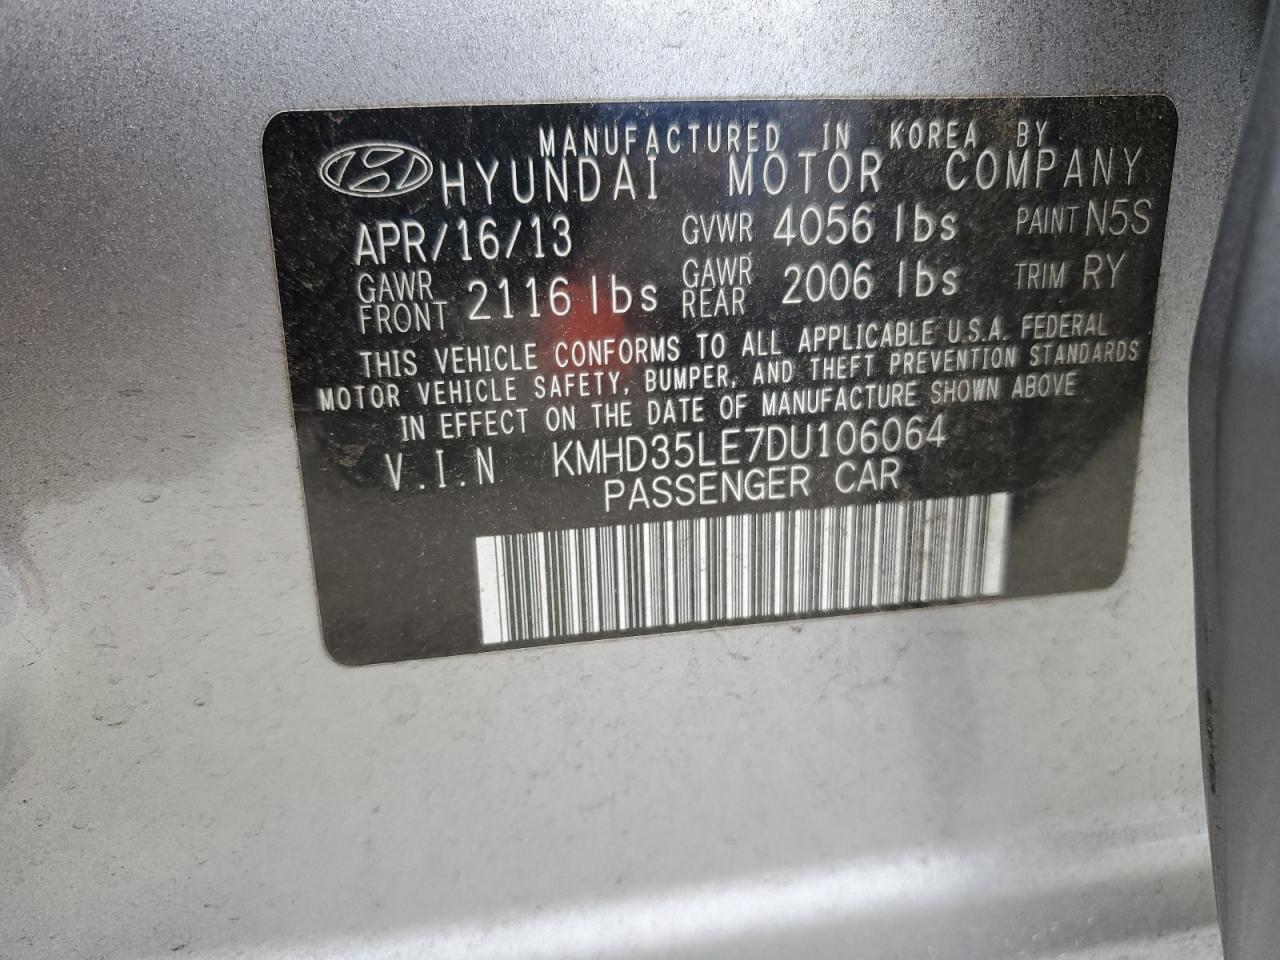 MANUFACTURED IN KOREA BY
HYUNDAI MOTOR COMPANY
APR/16/13 GVWR 4056 lbs PAINT N5S
GAWR FRONT 2116 lbs GAWR REAR 2006 lbs TRIM RY
THIS VEHICLE CONFORMS TO ALL APPLICABLE U.S.A. FEDERAL
MOTOR VEHICLE SAFETY, BUMPER, AND THEFT PREVENTION STANDARDS
IN EFFECT ON THE DATE OF MANUFACTURE SHOWN ABOVE
V.I.N KMHD35LE7DU106064
PASSENGER CAR